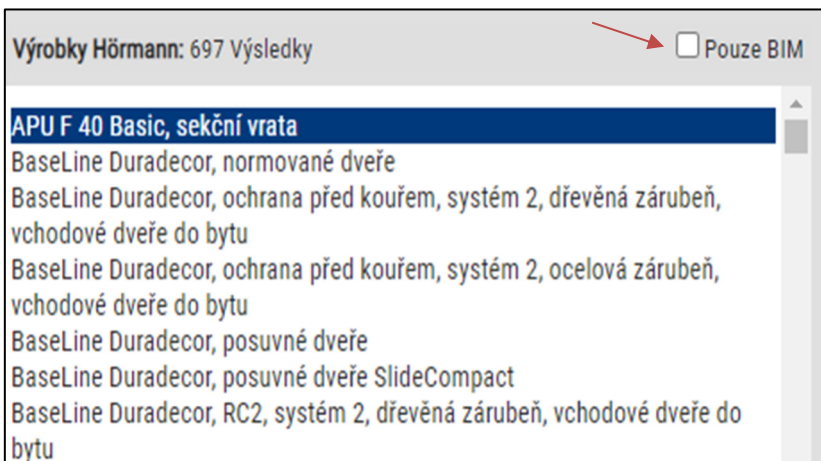 Výrobky Hörmann: 697 Výsledky
Pouze BIM
APU F 40 Basic, sekční vrata
BaseLine Duradecor, normované dveře
BaseLine Duradecor, ochrana před kouřem, systém 2, dřevěná zárubeň,
vchodové dveře do bytu
BaseLine Duradecor, ochrana před kouřem, systém 2, ocelová zárubeň,
vchodové dveře do bytu
BaseLine Duradecor, posuvné dveře
BaseLine Duradecor, posuvné dveře SlideCompact
BaseLine Duradecor, RC2, systém 2, dřevěná zárubeň, vchodové dveře do
bytu